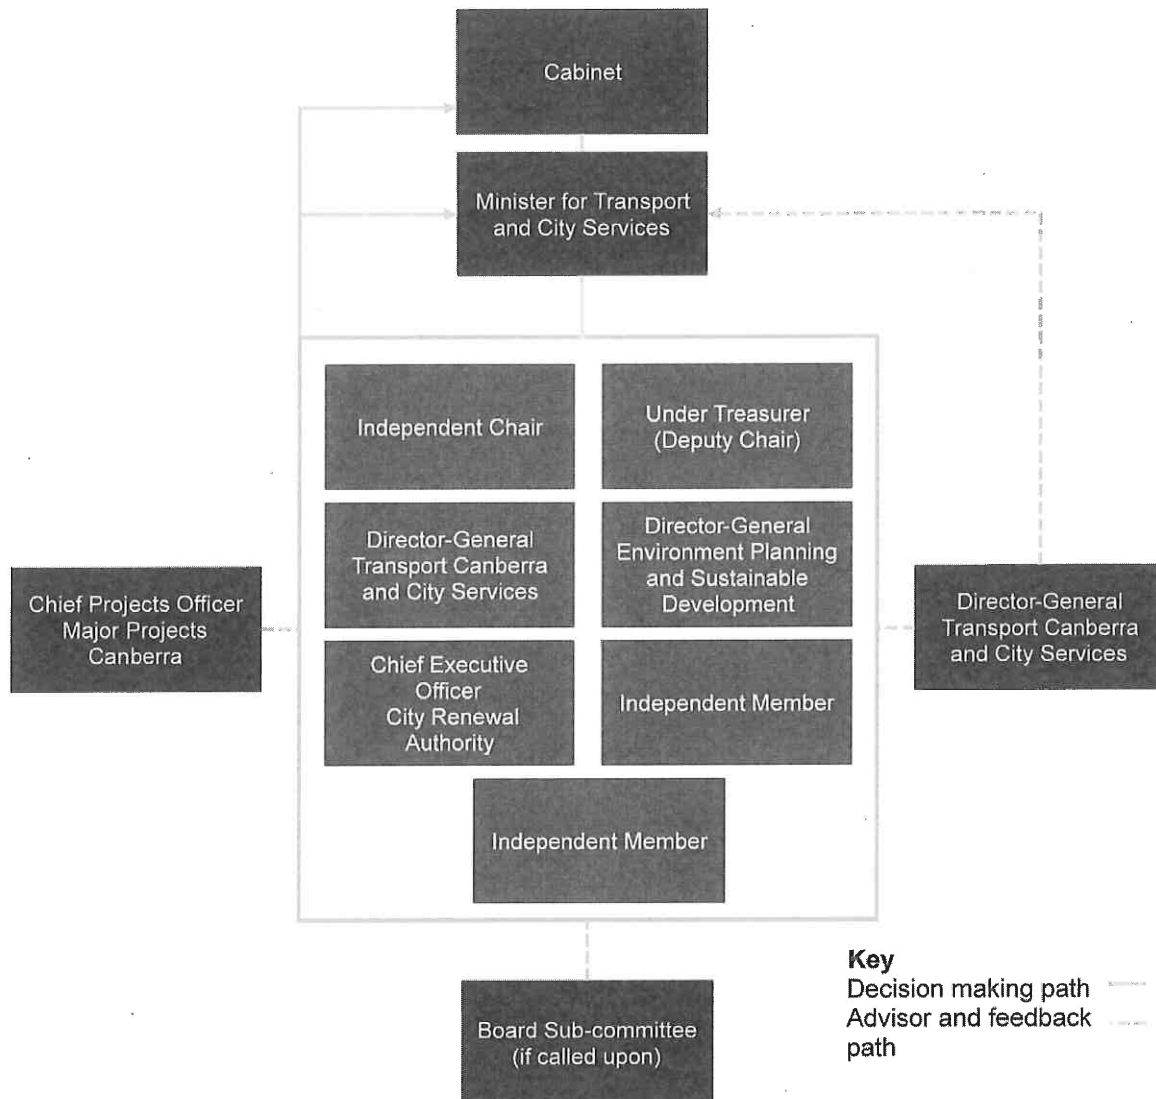 Cabinet
Minister for Transport
and City Services
Independent Chair
Under Treasurer
(Deputy Chair)
Director-General
Transport Canberra
and City Services
Director-General
Environment Planning
and Sustainable
Development
Chief Projects Officer
Major Projects
Canberra
Director-General
Transport Canberra
and City Services
Chief Executive
Officer
City Renewal
Authority
Independent Member
Independent Member
Board Sub-committee
(if called upon)
Key
Decision making path
Advisor and feedback
path